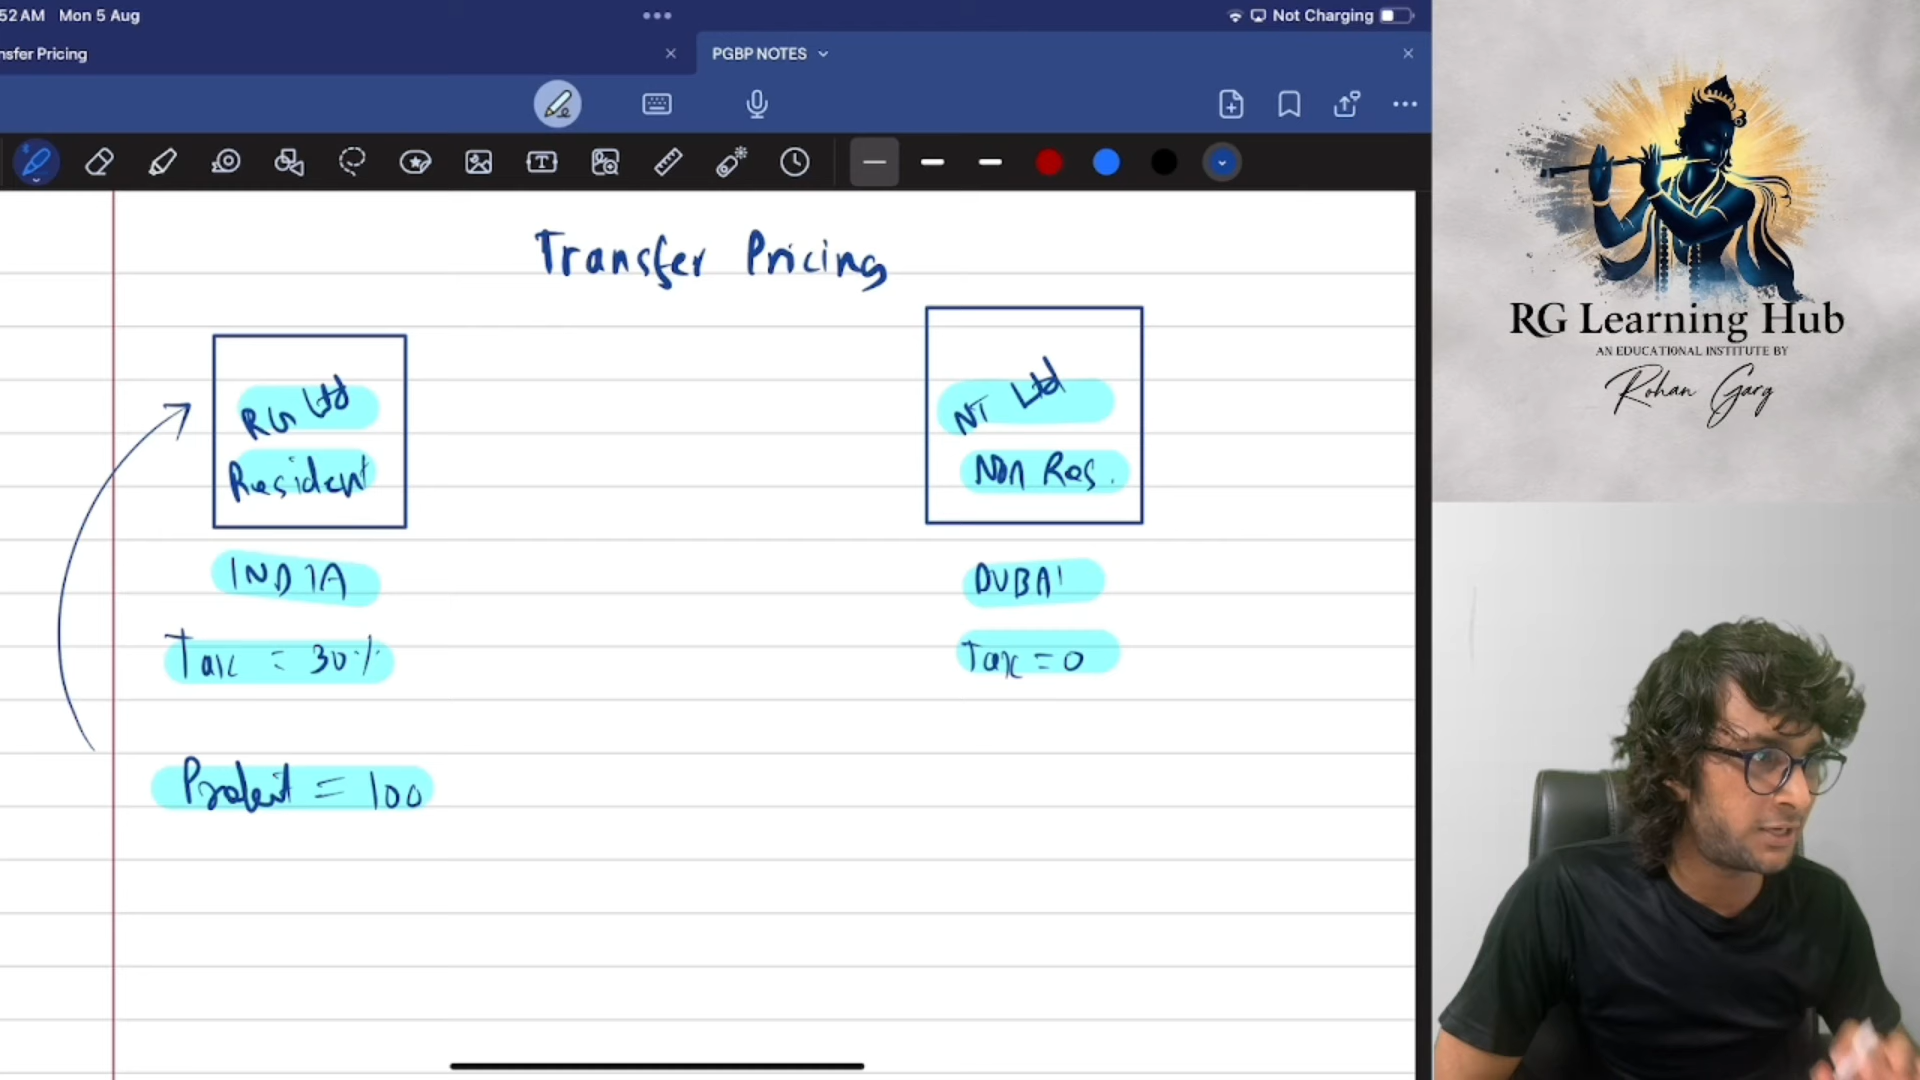 52 AM Mon 5 Aug
Not Charging
nsfer Pricing
PGBP NOTES
Transfer Pricing
RG Ltd
Resident
INDIA
Tax = 30%
Profit = 100
NT Ltd
Non Res.
DUBAI
Tax = 0
RG Learning Hub
AN EDUCATIONAL INSTITUTE BY
Rohan Garg